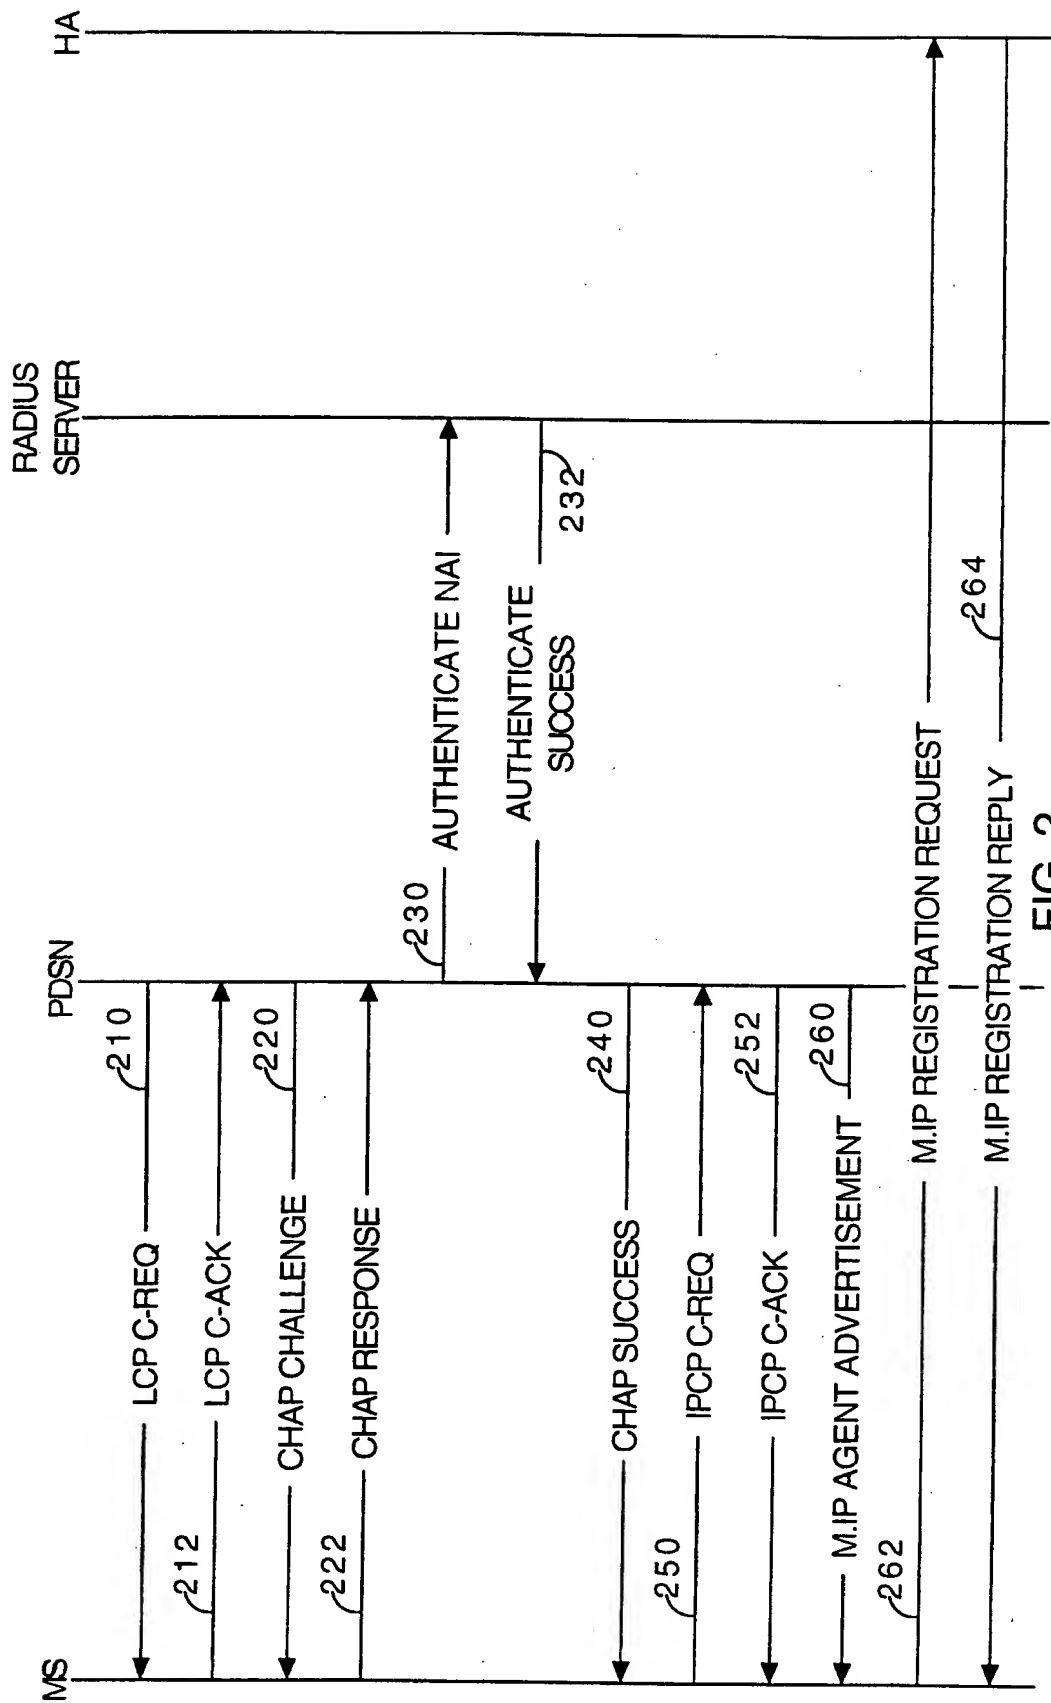 MS
PDSN
RADIUS
SERVER
HA
210
LCP C-REQ
212
LCP C-ACK
220
CHAP CHALLENGE
222
CHAP RESPONSE
230
AUTHENTICATE NAI
AUTHENTICATE
SUCCESS
232
240
CHAP SUCCESS
250
IPCP C-REQ
252
IPCP C-ACK
260
M.IP AGENT ADVERTISEMENT
262
M.IP REGISTRATION REQUEST
264
M.IP REGISTRATION REPLY